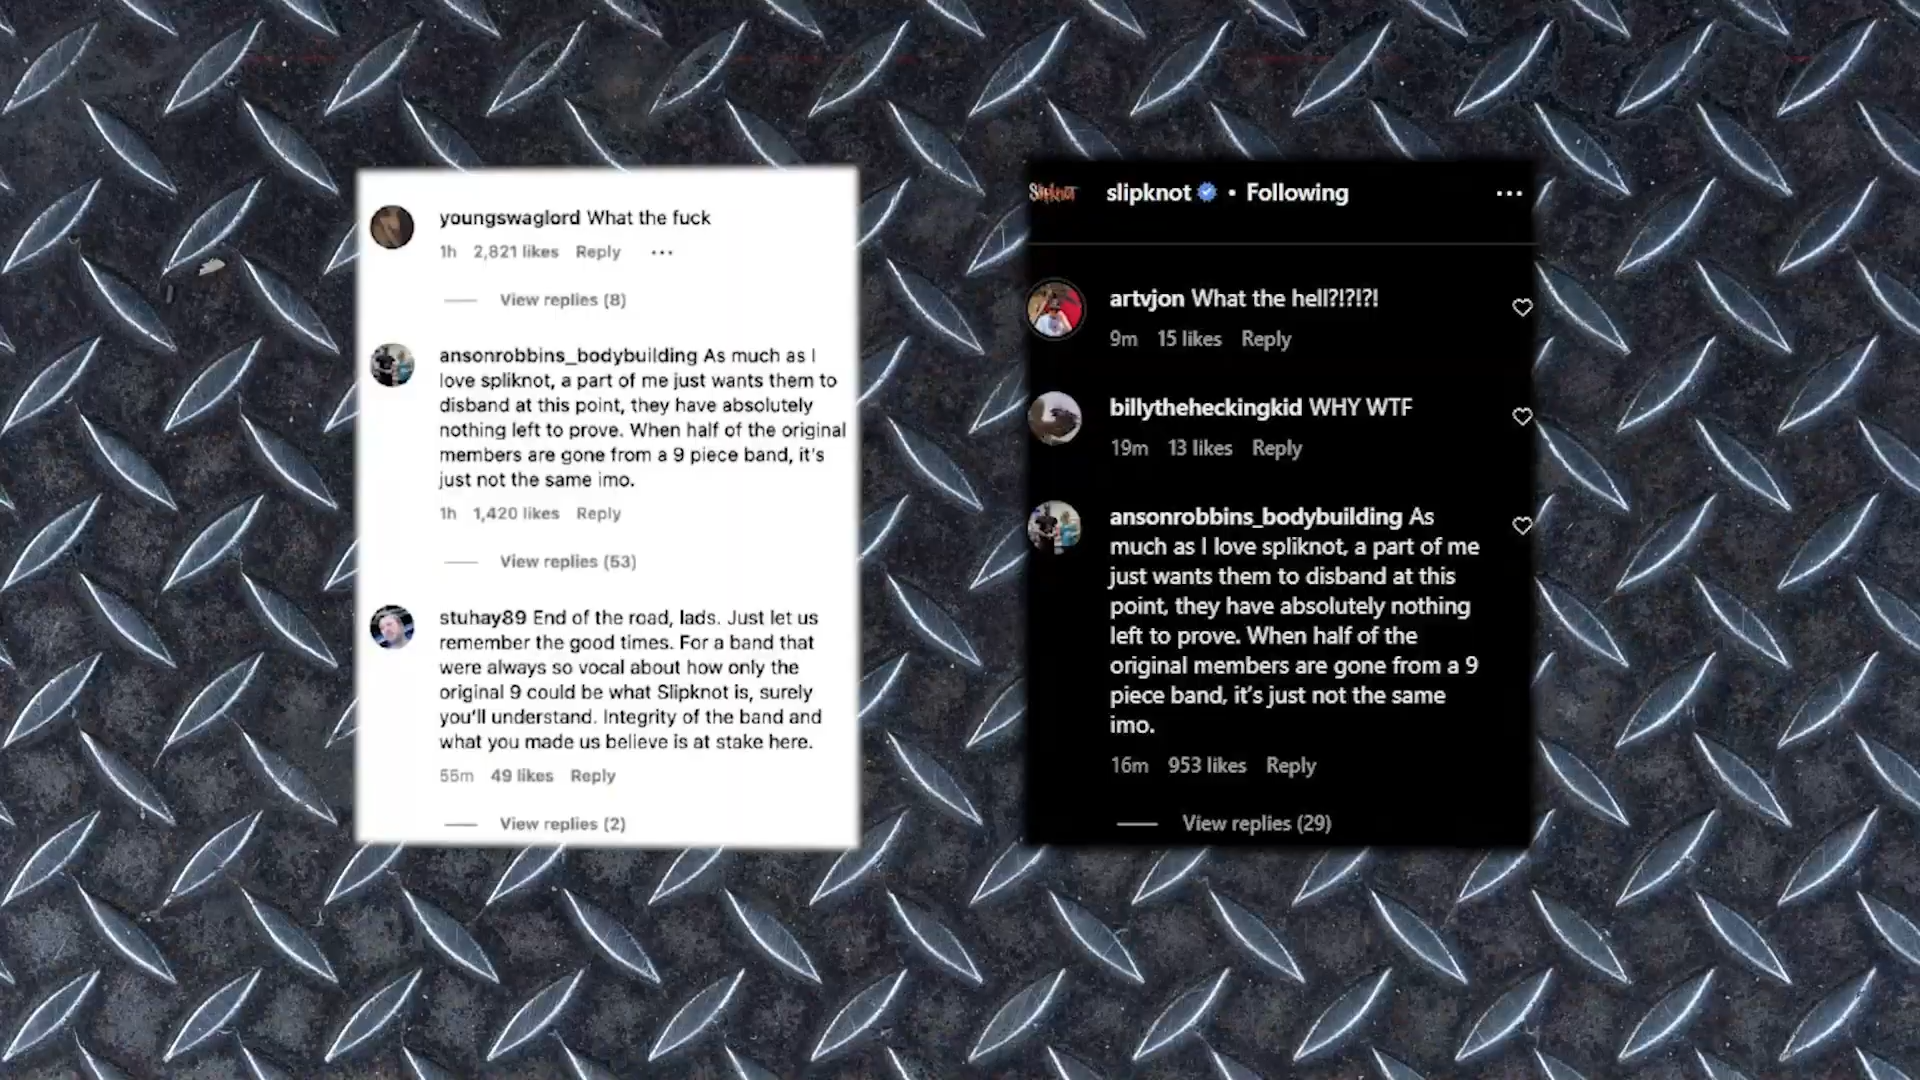 youngswaglord What the fuck
1h 2,821 likes Reply ...
View replies (8)
ansonrobbins_bodybuilding As much as I
love spliknot, a part of me just wants them to
disband at this point, they have absolutely
nothing left to prove. When half of the original
members are gone from a 9 piece band, it's
just not the same imo.
1h 1,420 likes Reply
View replies (53)
stuhay89 End of the road, lads. Just let us
remember the good times. For a band that
were always so vocal about how only the
original 9 could be what Slipknot is, surely
you'll understand. Integrity of the band and
what you made us believe is at stake here.
55m 49 likes Reply
View replies (2)
Slipknot slipknot • Following ...
artvjon What the hell?!?!?!
9m 15 likes Reply
billytheheckingkid WHY WTF
19m 13 likes Reply
ansonrobbins_bodybuilding As
much as I love spliknot, a part of me
just wants them to disband at this
point, they have absolutely nothing
left to prove. When half of the
original members are gone from a 9
piece band, it's just not the same
imo.
16m 953 likes Reply
View replies (29)